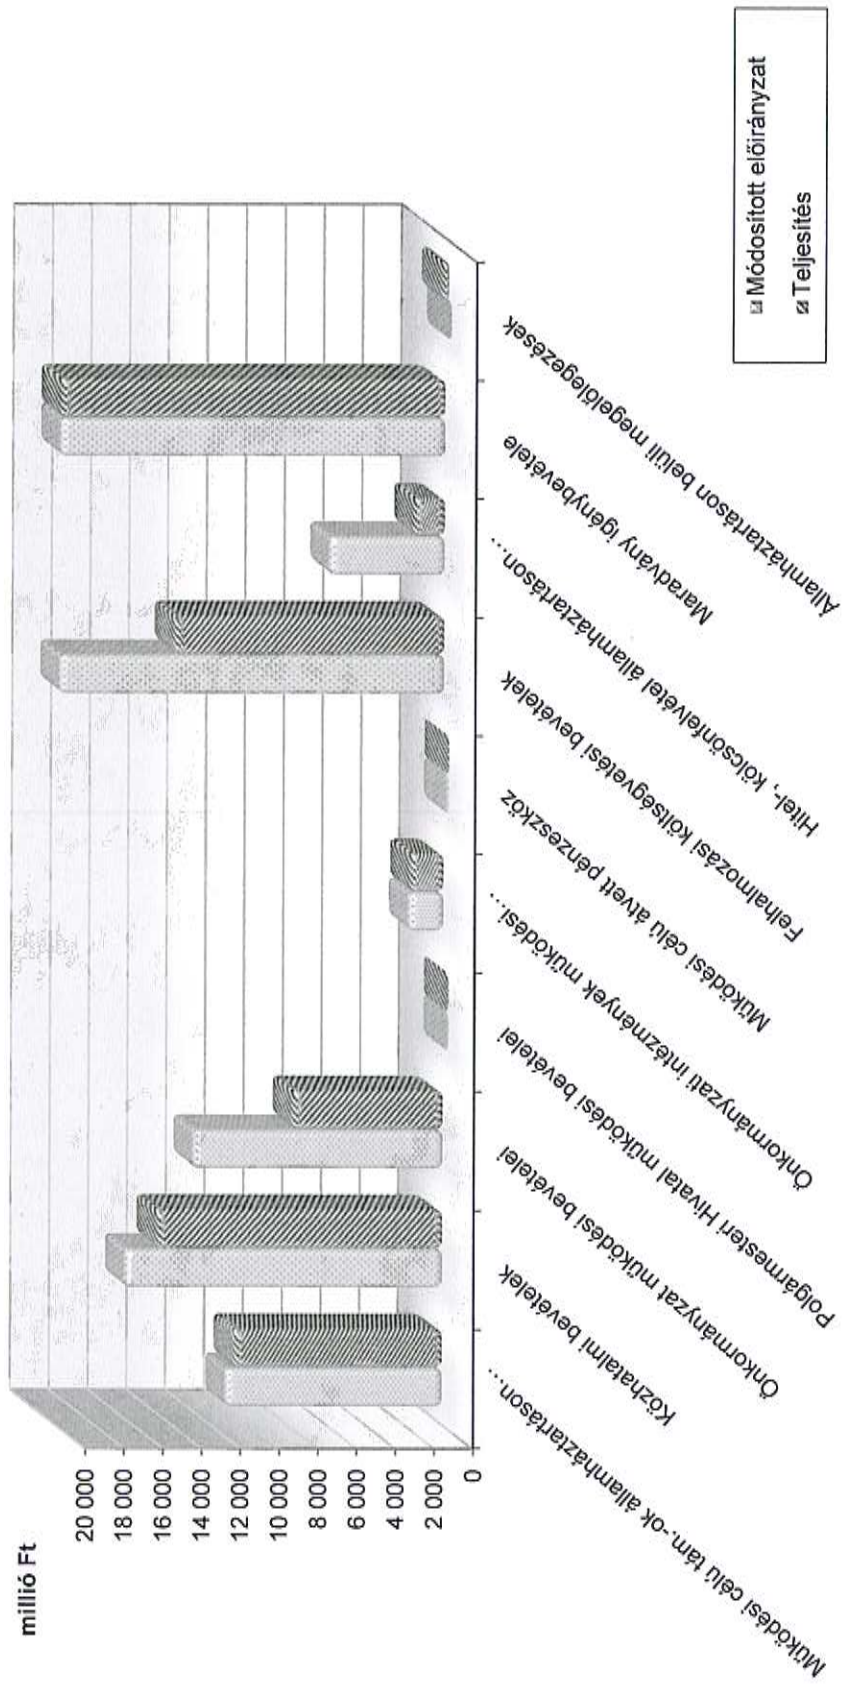 millió Ft
20 000
18 000
16 000
14 000
12 000
10 000
8 000
6 000
4 000
2 000
0
Működési célú tám.-ok államháztartáson...
Közhatalmi bevételek
Önkormányzat működési bevételei
Polgármesteri Hivatal működési bevételei
Önkormányzati intézmények működési...
Működési célú átvett pénzeszköz
Felhalmozási költségvetési bevételek
Hitel-, kölcsönfelvétel államháztartáson...
Maradvány igénybevétele
Államháztartáson belüli megelőlegezések
Módosított előirányzat
Teljesítés